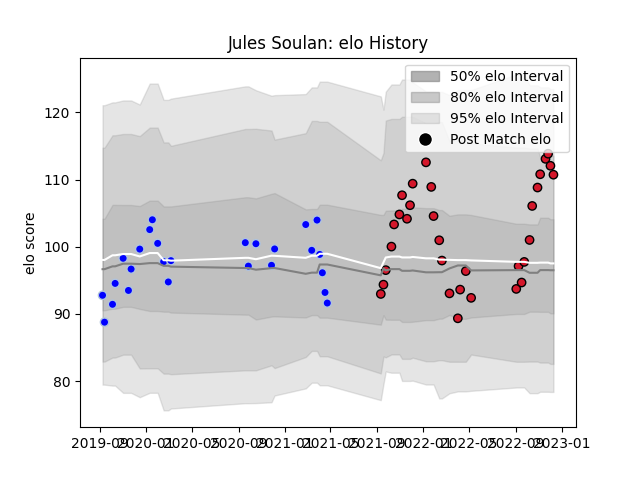 Jules Soulan: elo History
50% elo Interval
80% elo Interval
95% elo Interval
Post Match elo
elo score
120
110
100
90
80
2019-09 2020-01 2020-05 2020-09 2021-01 2021-05 2021-09 2022-01 2022-05 2022-09 2023-01